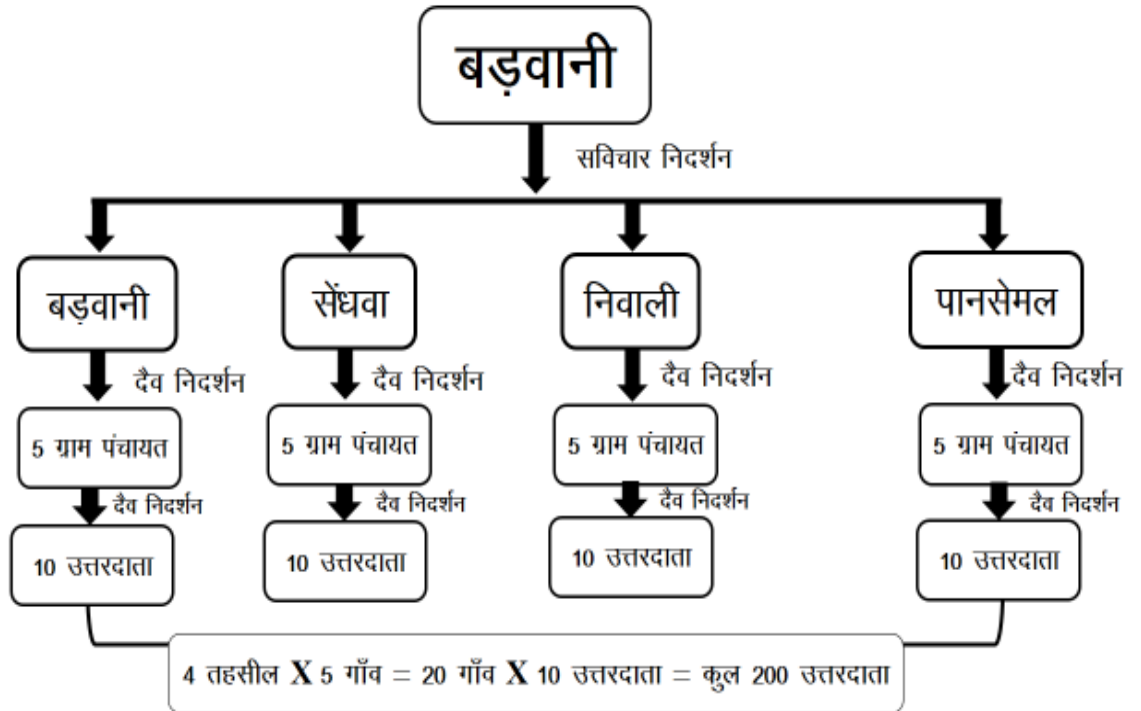 बड़वानी
सविचार निदर्शन
बड़वानी
सेंधवा
निवाली
पानसेमल
दैव निदर्शन
दैव निदर्शन
दैव निदर्शन
दैव निदर्शन
5 ग्राम पंचायत
5 ग्राम पंचायत
5 ग्राम पंचायत
5 ग्राम पंचायत
दैव निदर्शन
दैव निदर्शन
दैव निदर्शन
दैव निदर्शन
10 उत्तरदाता
10 उत्तरदाता
10 उत्तरदाता
10 उत्तरदाता
4 तहसील X 5 गाँव = 20 गाँव X 10 उत्तरदाता = कुल 200 उत्तरदाता